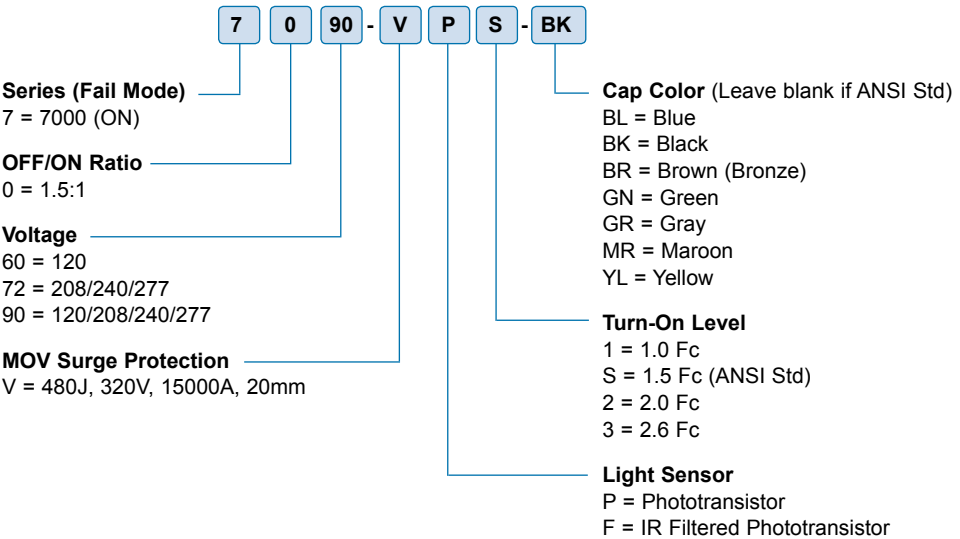 7 0 90 - V P S - BK
Series (Fail Mode)
7 = 7000 (ON)
OFF/ON Ratio
0 = 1.5:1
Voltage
60 = 120
72 = 208/240/277
90 = 120/208/240/277
MOV Surge Protection
V = 480J, 320V, 15000A, 20mm
Cap Color (Leave blank if ANSI Std)
BL = Blue
BK = Black
BR = Brown (Bronze)
GN = Green
GR = Gray
MR = Maroon
YL = Yellow
Turn-On Level
1 = 1.0 Fc
S = 1.5 Fc (ANSI Std)
2 = 2.0 Fc
3 = 2.6 Fc
Light Sensor
P = Phototransistor
F = IR Filtered Phototransistor